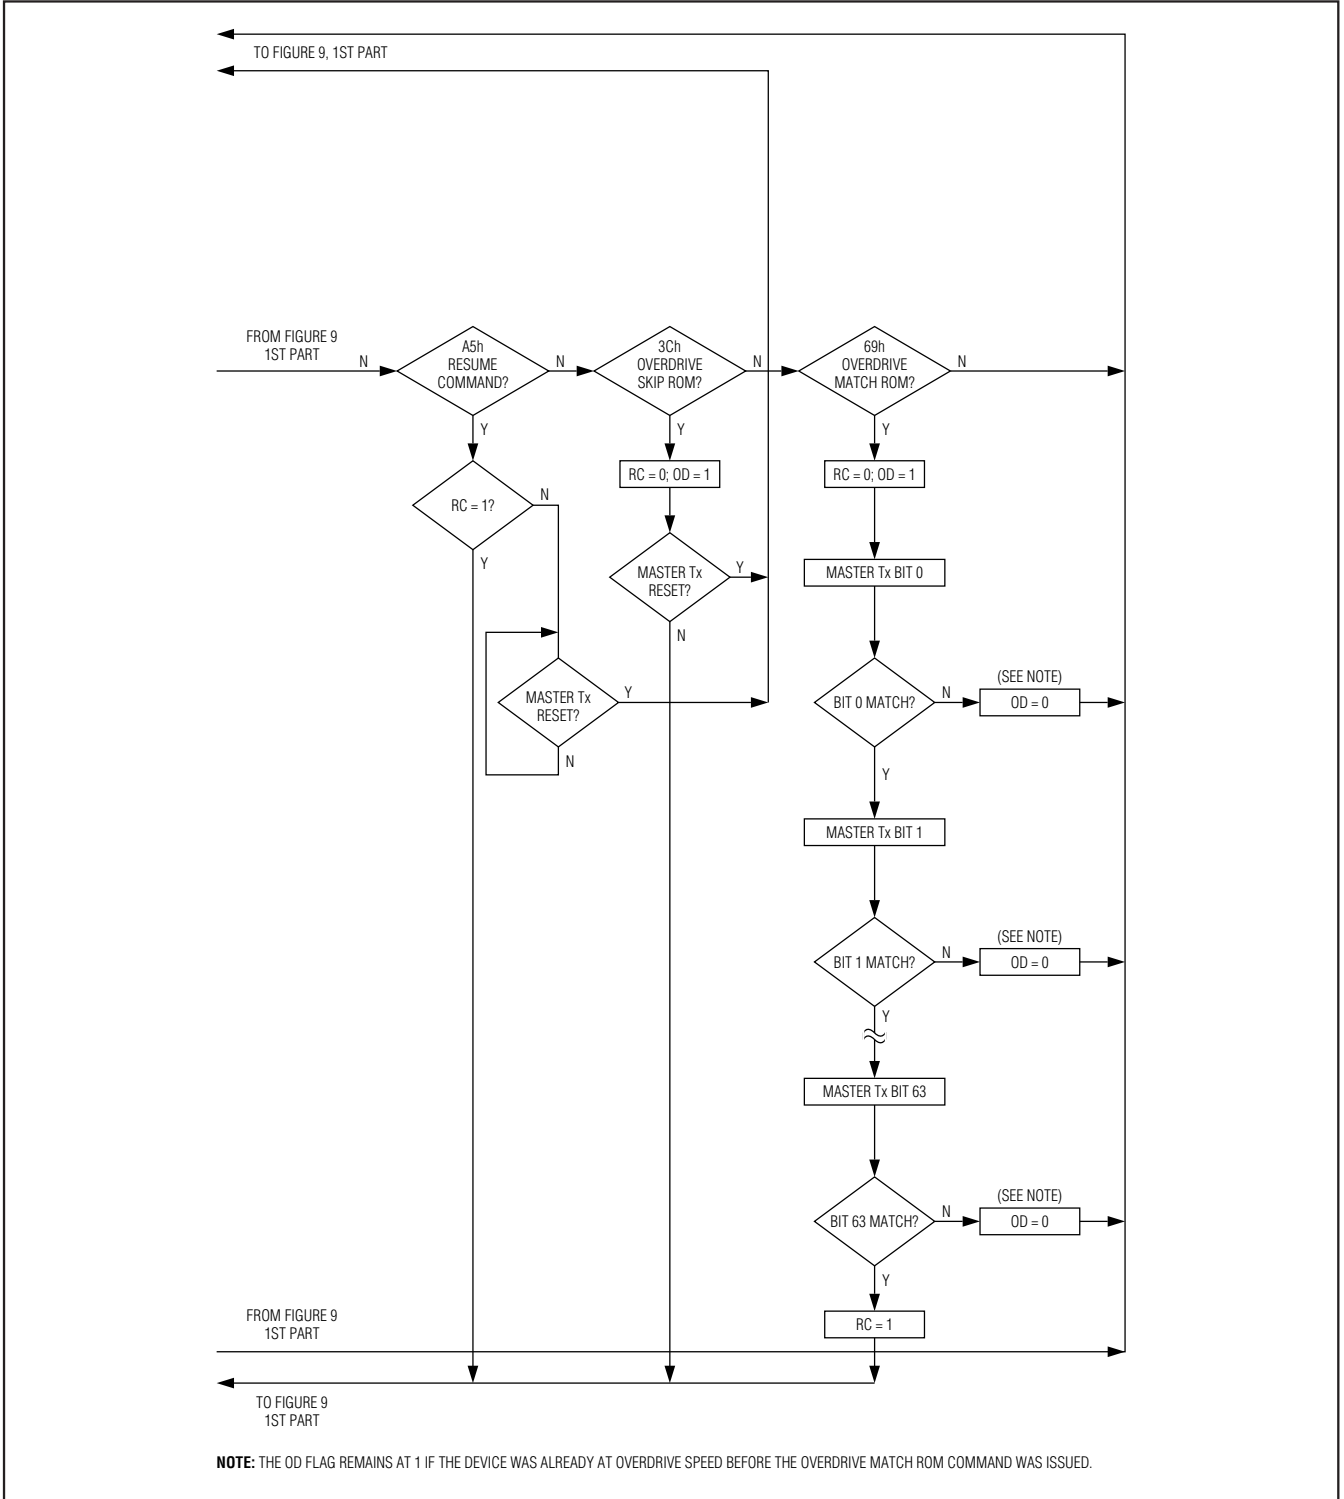 TO FIGURE 9, 1ST PART
FROM FIGURE 9
1ST PART
N
A5h
RESUME
COMMAND?
N
3Ch
OVERDRIVE
SKIP ROM?
N
69h
OVERDRIVE
MATCH ROM?
N
Y
Y
Y
RC = 1?
N
Y
RC = 0; OD = 1
RC = 0; OD = 1
MASTER Tx
RESET?
Y
N
MASTER Tx BIT 0
MASTER Tx
RESET?
Y
N
BIT 0 MATCH?
N
(SEE NOTE)
OD = 0
Y
MASTER Tx BIT 1
BIT 1 MATCH?
N
(SEE NOTE)
OD = 0
Y
MASTER Tx BIT 63
BIT 63 MATCH?
N
(SEE NOTE)
OD = 0
Y
RC = 1
FROM FIGURE 9
1ST PART
TO FIGURE 9
1ST PART
NOTE: THE OD FLAG REMAINS AT 1 IF THE DEVICE WAS ALREADY AT OVERDRIVE SPEED BEFORE THE OVERDRIVE MATCH ROM COMMAND WAS ISSUED.